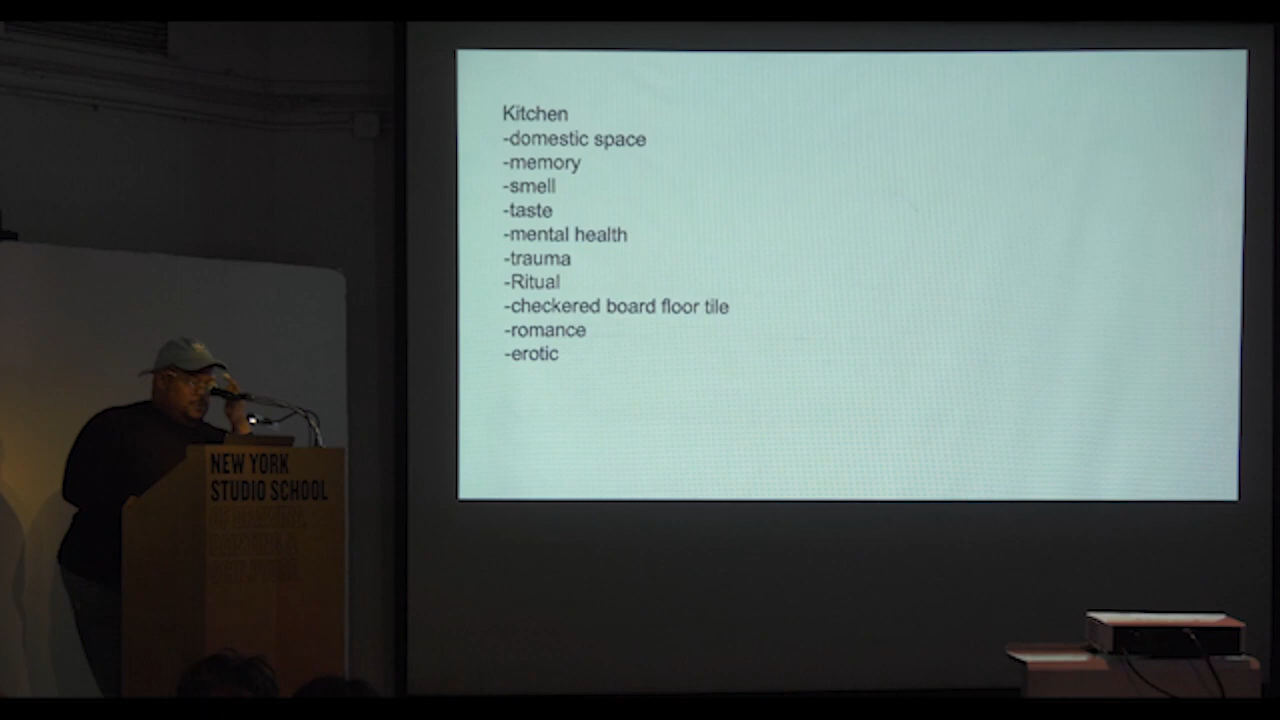 Kitchen
-domestic space
-memory
-smell
-taste
-mental health
-trauma
-Ritual
-checkered board floor tile
-romance
-erotic
NEW YORK
STUDIO SCHOOL